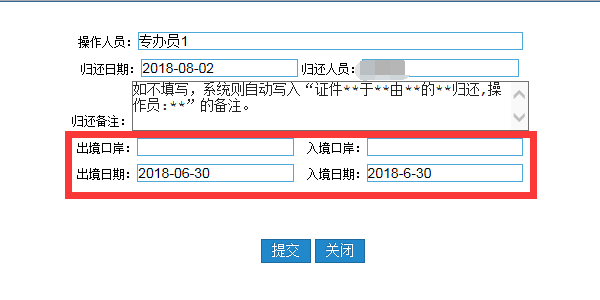 操作人员：专办员1
归还日期：2018-08-02 归还人员：
如不填写，系统则自动写入“证件**于**由**的**归还,操
归还备注：作员:**”的备注。
出境口岸： 入境口岸：
出境日期：2018-06-30 入境日期：2018-6-30
提交 关闭